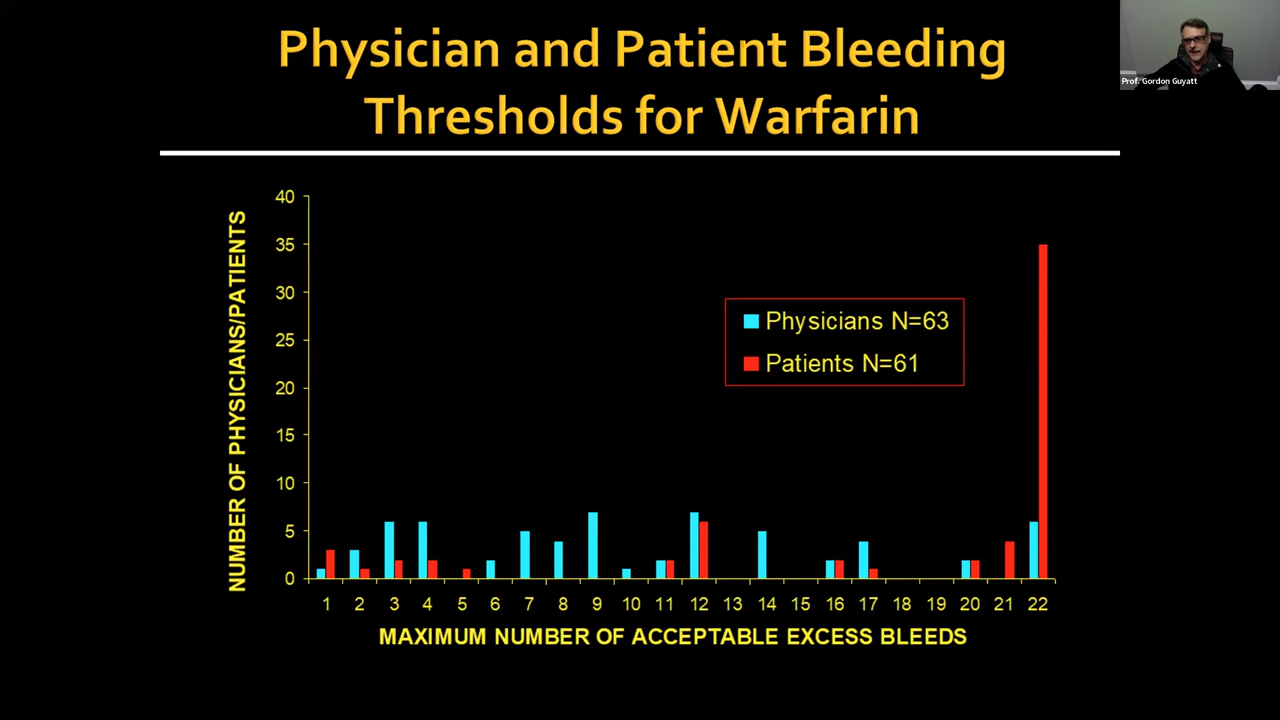 Physician and Patient Bleeding
Thresholds for Warfarin
Prof. Gordon Guyatt
NUMBER OF PHYSICIANS/PATIENTS
40
35
30
25
20
15
10
5
0
Physicians N=63
Patients N=61
1 2 3 4 5 6 7 8 9 10 11 12 13 14 15 16 17 18 19 20 21 22
MAXIMUM NUMBER OF ACCEPTABLE EXCESS BLEEDS